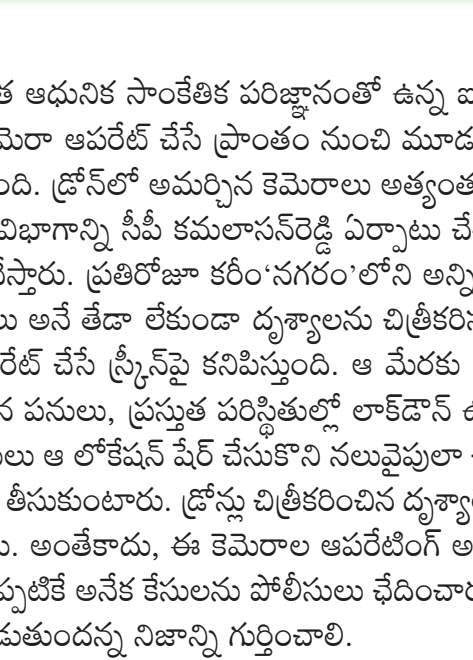 త ఆధునిక సాంకేతిక పరిజ్ఞానంతో ఉన్న ఐ
మెరా ఆపరేట్ చేసే ప్రాంతం నుంచి మూడ
ంది. డ్రోన్‌లో అమర్చిన కెమెరాలు అత్యంత
విభాగాన్ని సీపీ కమలాసన్‌రెడ్డి ఏర్పాటు చే
స్తారు. ప్రతిరోజూ కరీం‘నగరం’లోని అన్ని
లు అనే తేడా లేకుండా దృశ్యాలను చిత్రీకరి
రేట్ చేసే స్క్రీన్‌పై కనిపిస్తుంది. ఆ మేరకు
న పనులు, ప్రస్తుత పరిస్థితుల్లో లాక్‌డౌన్ ఉ
లు ఆ లోకేషన్ షేర్ చేసుకొని నలువైపులా
తీసుకుంటారు. డ్రోన్లు చిత్రీకరించిన దృశ్యా
ు. అంతేకాదు, ఈ కెమెరాల ఆపరేటింగ్ అ
ప్పటికే అనేక కేసులను పోలీసులు ఛేదించార
డుతుందన్న నిజాన్ని గుర్తించాలి.